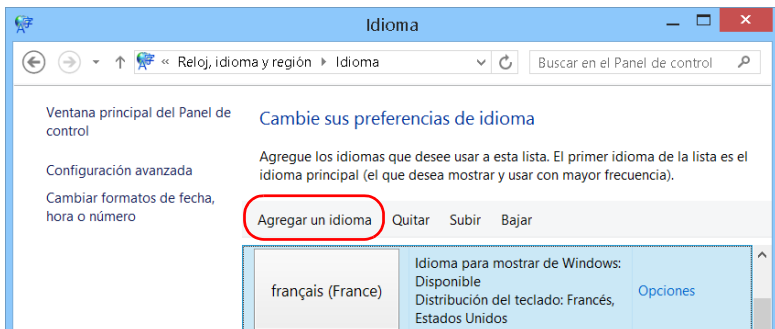 Idioma
« Reloj, idioma y región ▸ Idioma
Buscar en el Panel de control
Ventana principal del Panel de
control
Configuración avanzada
Cambiar formatos de fecha,
hora o número
Cambie sus preferencias de idioma
Agregue los idiomas que desee usar a esta lista. El primer idioma de la lista es el
idioma principal (el que desea mostrar y usar con mayor frecuencia).
Agregar un idioma Quitar Subir Bajar
français (France)
Idioma para mostrar de Windows:
Disponible
Distribución del teclado: Francés,
Estados Unidos
Opciones